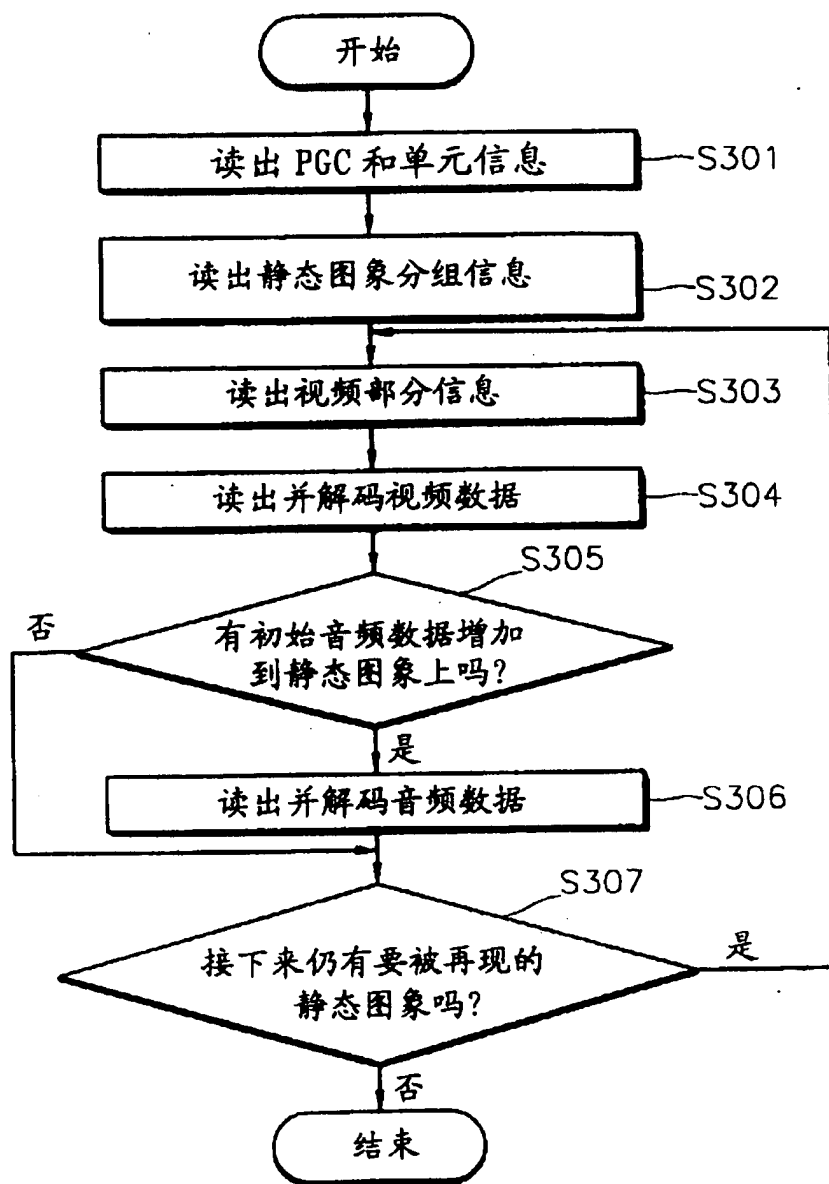 开始
读出 PGC 和单元信息
S301
读出静态图象分组信息
S302
读出视频部分信息
S303
读出并解码视频数据
S304
S305
否
有初始音频数据增加
到静态图象上吗?
是
读出并解码音频数据
S306
S307
接下来仍有要被再现的
静态图象吗?
是
否
结束